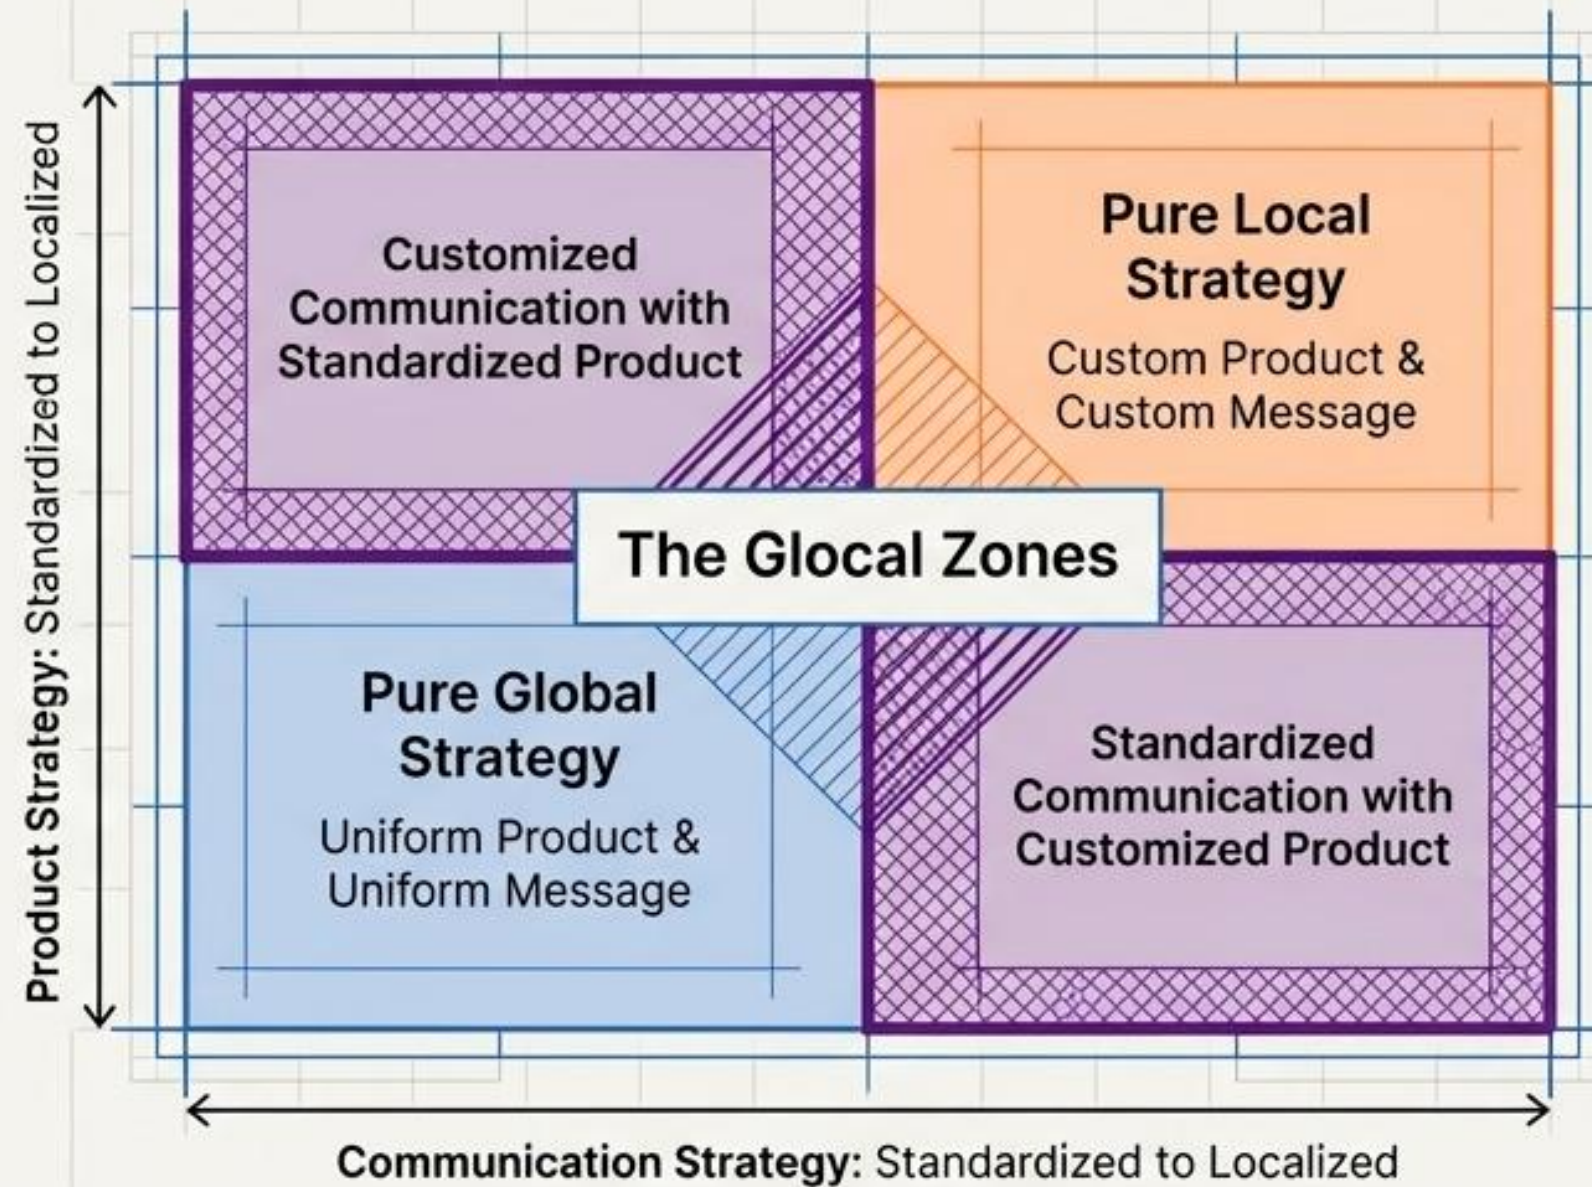 Product Strategy: Standardized to Localized
Customized
Communication with
Standardized Product
Pure Local
Strategy
Custom Product &
Custom Message
The Glocal Zones
Pure Global
Strategy
Uniform Product &
Uniform Message
Standardized
Communication with
Customized Product
Communication Strategy: Standardized to Localized